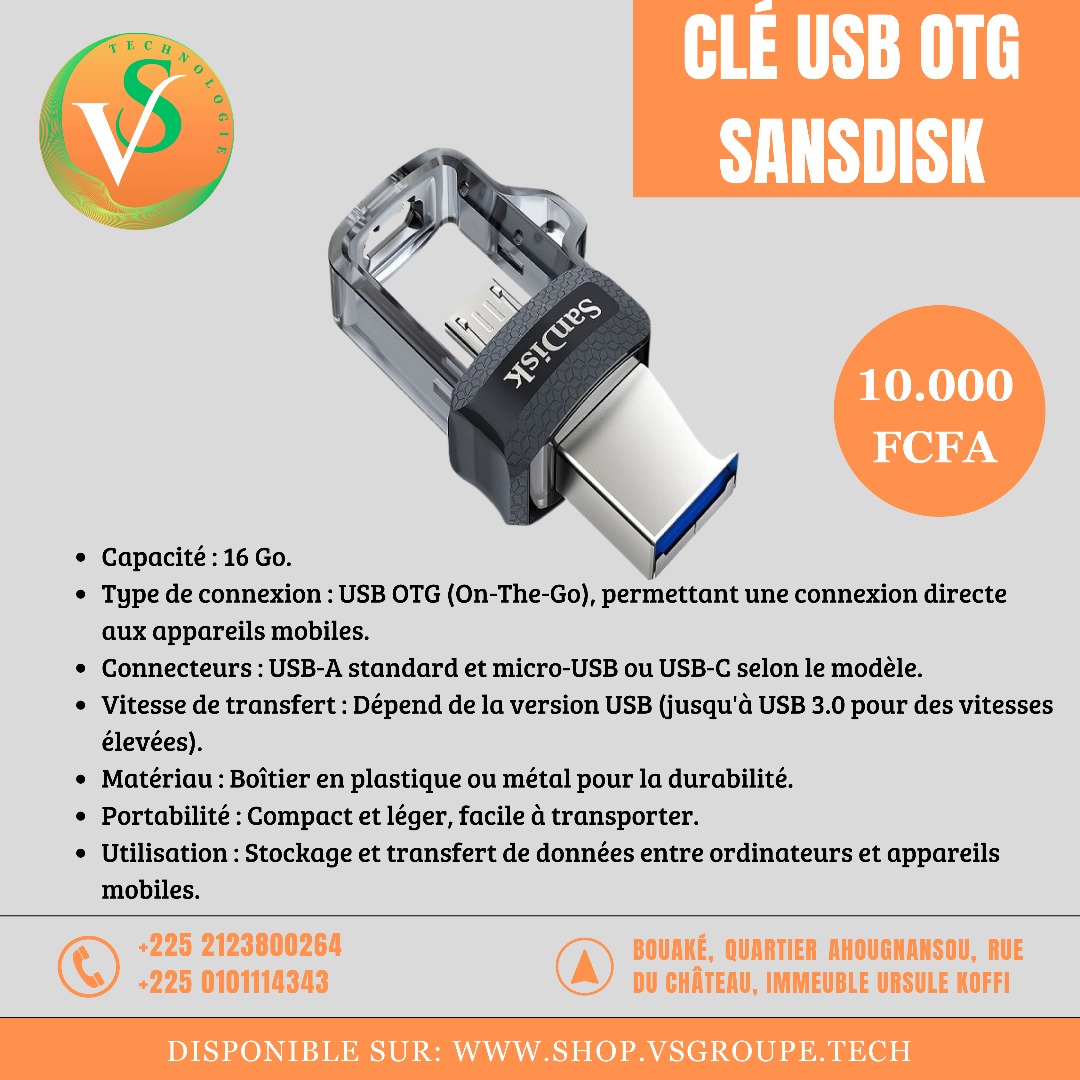 TECHNOLOGIE
VS
CLÉ USB OTG
SANSDISK
SanDisk
10.000
FCFA
• Capacité : 16 Go.
• Type de connexion : USB OTG (On-The-Go), permettant une connexion directe
aux appareils mobiles.
• Connecteurs : USB-A standard et micro-USB ou USB-C selon le modèle.
• Vitesse de transfert : Dépend de la version USB (jusqu'à USB 3.0 pour des vitesses
élevées).
• Matériau : Boîtier en plastique ou métal pour la durabilité.
• Portabilité : Compact et léger, facile à transporter.
• Utilisation : Stockage et transfert de données entre ordinateurs et appareils
mobiles.
+225 2123800264
+225 0101114343
BOUAKÉ, QUARTIER AHOUGNANSOU, RUE
DU CHÂTEAU, IMMEUBLE URSULE KOFFI
DISPONIBLE SUR: WWW.SHOP.VSGROUPE.TECH